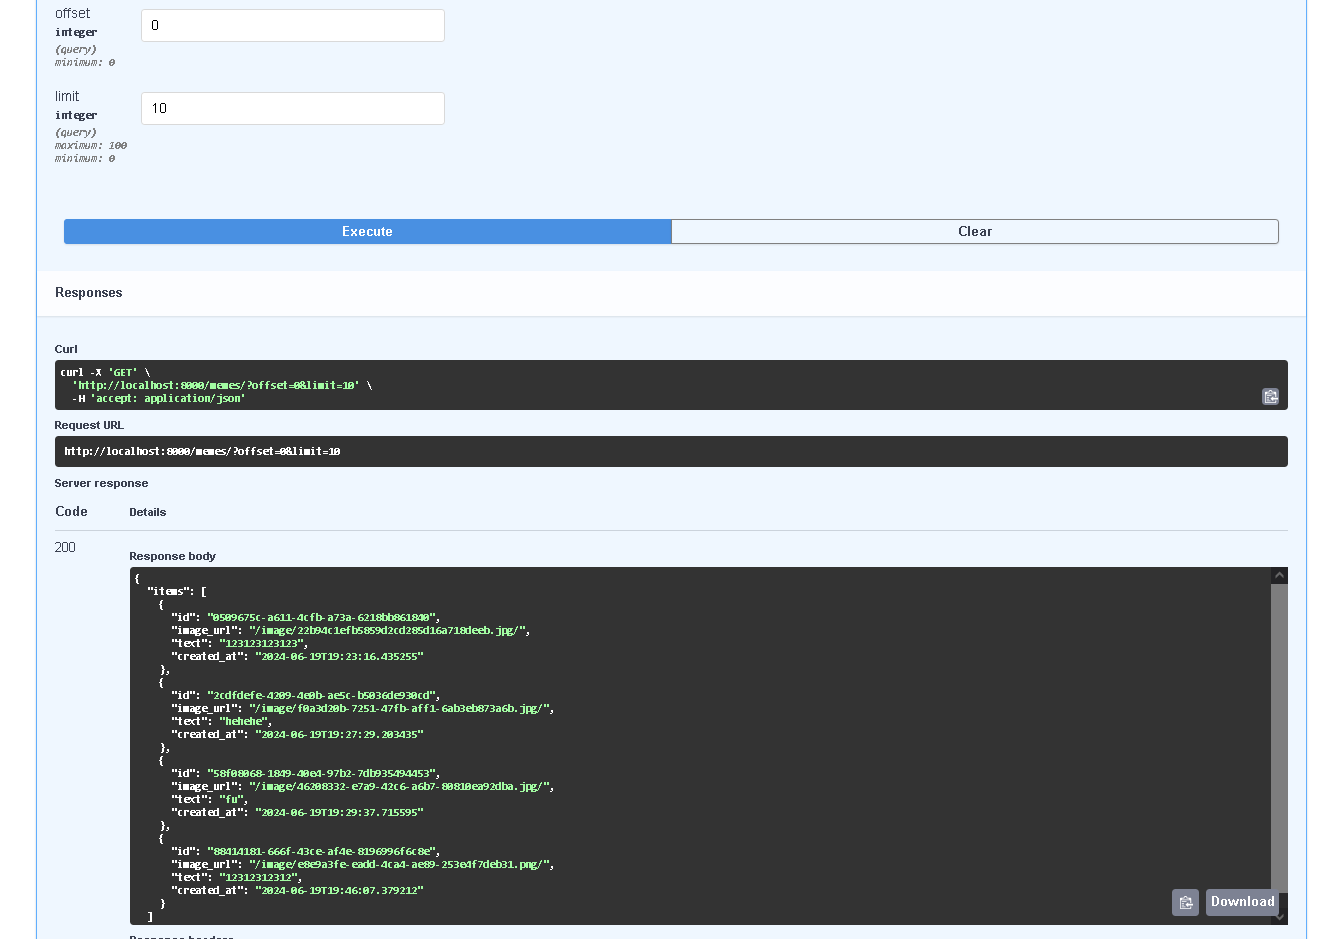 offset
integer
(query)
minimum: 0
0
limit
integer
(query)
maximum: 100
minimum: 0
10
Execute
Clear
Responses
Curl
curl -X 'GET' \
  'http://localhost:8000/memes/?offset=0&limit=10' \
  -H 'accept: application/json'
Request URL
http://localhost:8000/memes/?offset=0&limit=10
Server response
Code Details
200
Response body
{
  "items": [
    {
      "id": "0509675c-a611-4cfb-a73a-6218bb861840",
      "image_url": "/image/22b94c1efb5859d2cd285d16a718deeb.jpg/",
      "text": "123123123123",
      "created_at": "2024-06-19T19:23:16.435255"
    },
    {
      "id": "2cdfdefe-4209-4e0b-ae5c-b5036de930cd",
      "image_url": "/image/f0a3d20b-7251-47fb-aff1-6ab3eb873a6b.jpg/",
      "text": "hehehe",
      "created_at": "2024-06-19T19:27:29.203435"
    },
    {
      "id": "58f08068-1849-40e4-97b2-7db935494453",
      "image_url": "/image/46208332-e7a9-42c6-a6b7-80810ea92dba.jpg/",
      "text": "fu",
      "created_at": "2024-06-19T19:29:37.715595"
    },
    {
      "id": "88414181-666f-43ce-af4e-8196996f6c8e",
      "image_url": "/image/e8e9a3fe-eadd-4ca4-ae89-253e4f7deb31.png/",
      "text": "12312312312",
      "created_at": "2024-06-19T19:46:07.379212"
    }
  ]
Download